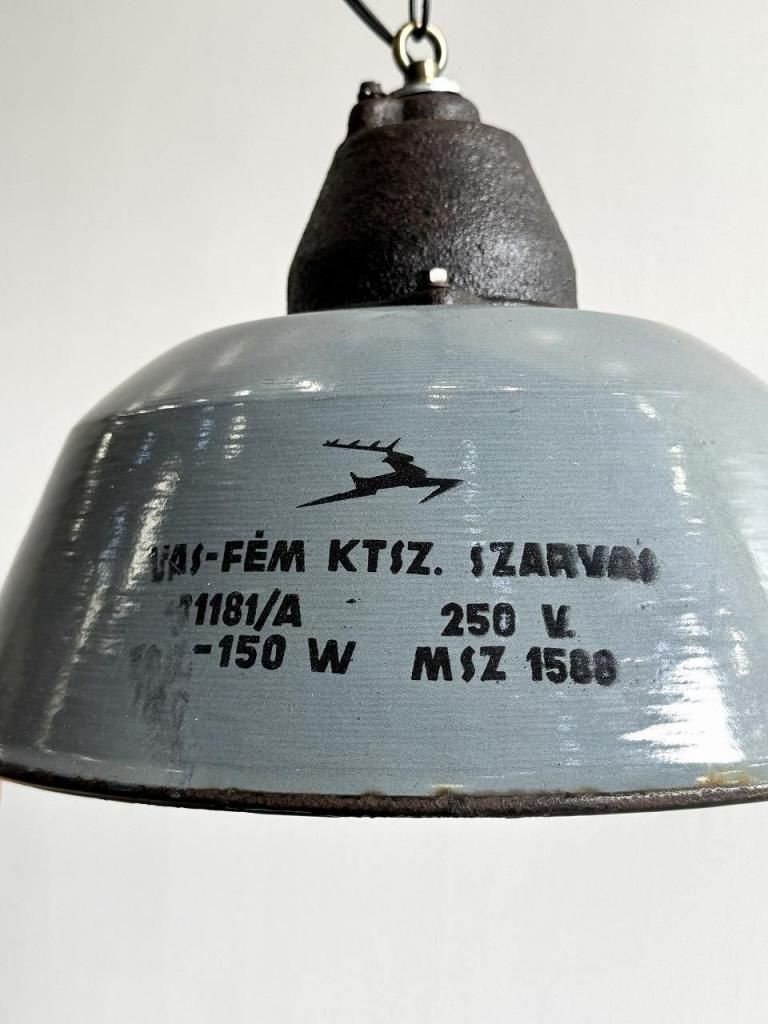 VAS-FÉM KTSZ. SZARVAS
1181/A 250 V.
-150 W MSZ 1588